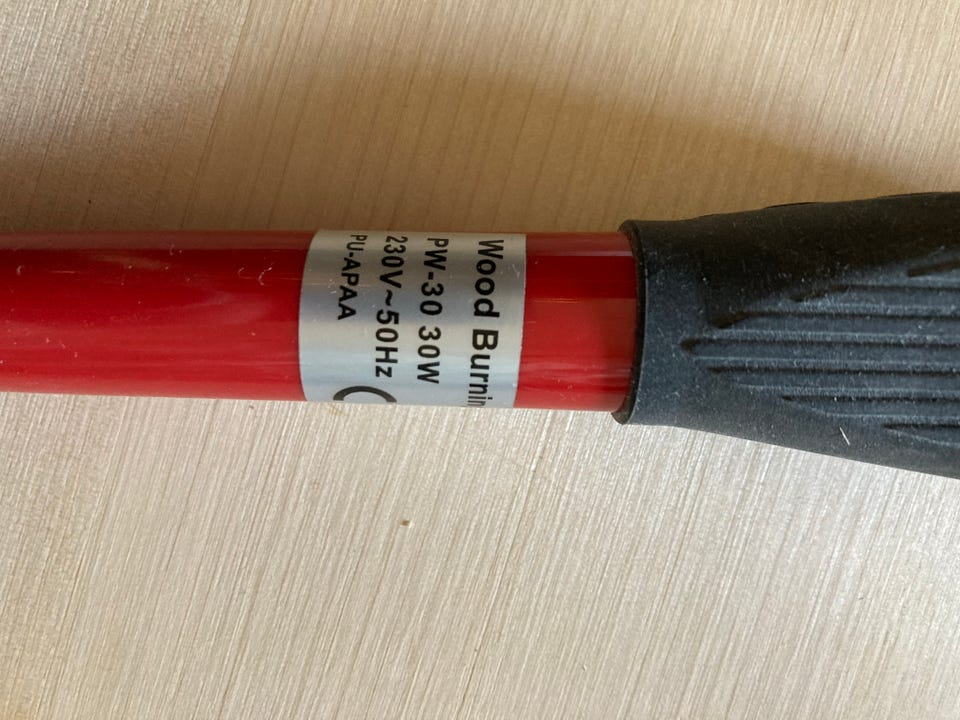 Wood Burnin
PW-30 30W
230V~50Hz
PU-APAA
C